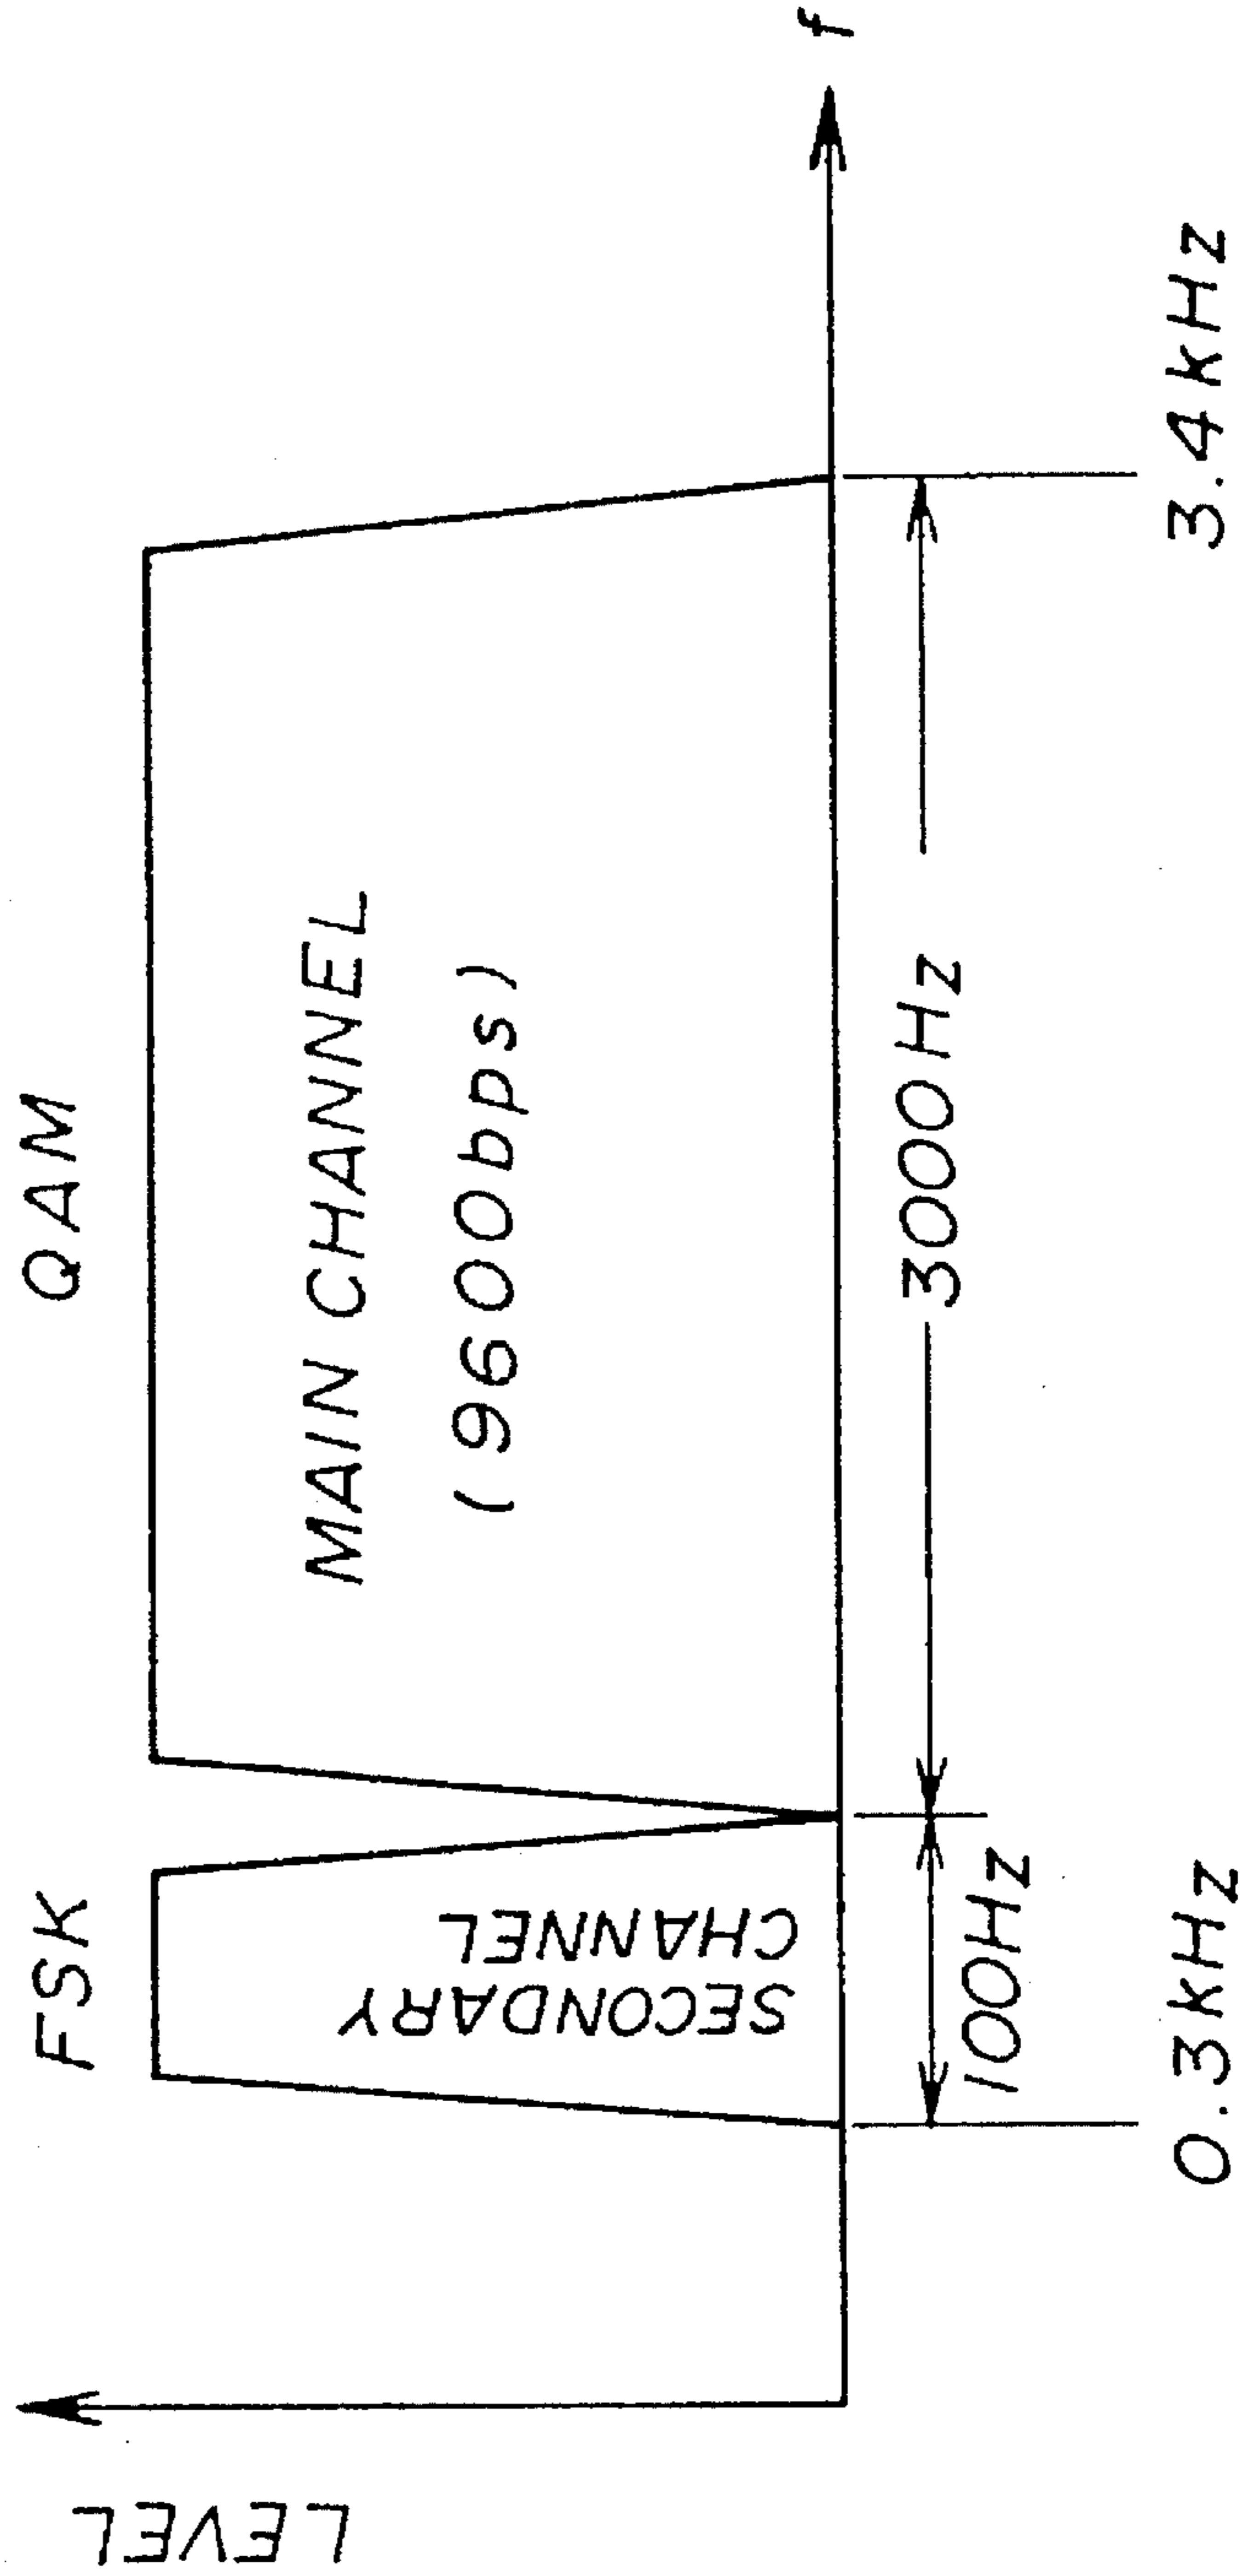 LEVEL
FSK
QAM
SECONDARY
CHANNEL
MAIN CHANNEL
(9600bps)
f
100Hz
3000Hz
0.3kHz
3.4kHz